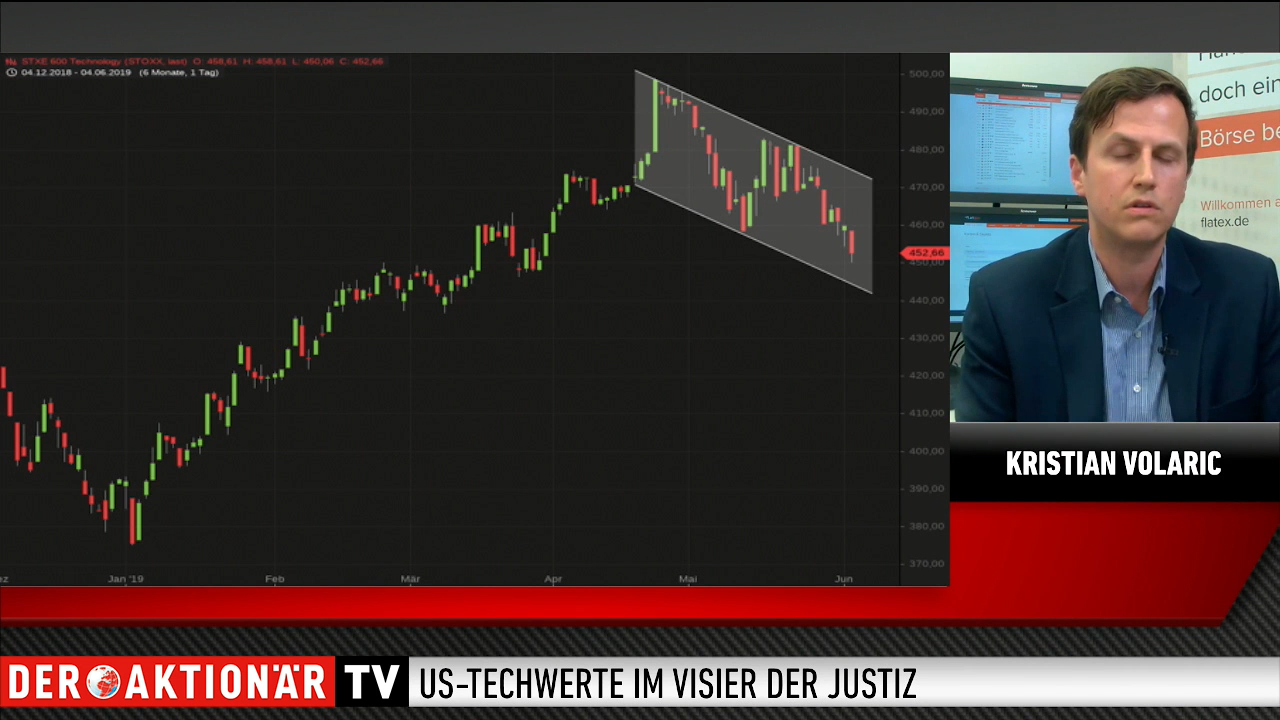 STXE 600 Technology (STOXX, last) O: 458,61 H: 458,61 L: 450,06 C: 452,66
04.12.2018 - 04.06.2019 (6 Monate, 1 Tag)
500,00
490,00
480,00
470,00
460,00
452,66
450,00
440,00
430,00
420,00
410,00
400,00
390,00
380,00
370,00
ez Jan '19 Feb Mär Apr Mai Jun
doch ein
Börse be
Willkommen a
flatex.de
KRISTIAN VOLARIC
DER AKTIONÄR TV US-TECHWERTE IM VISIER DER JUSTIZ